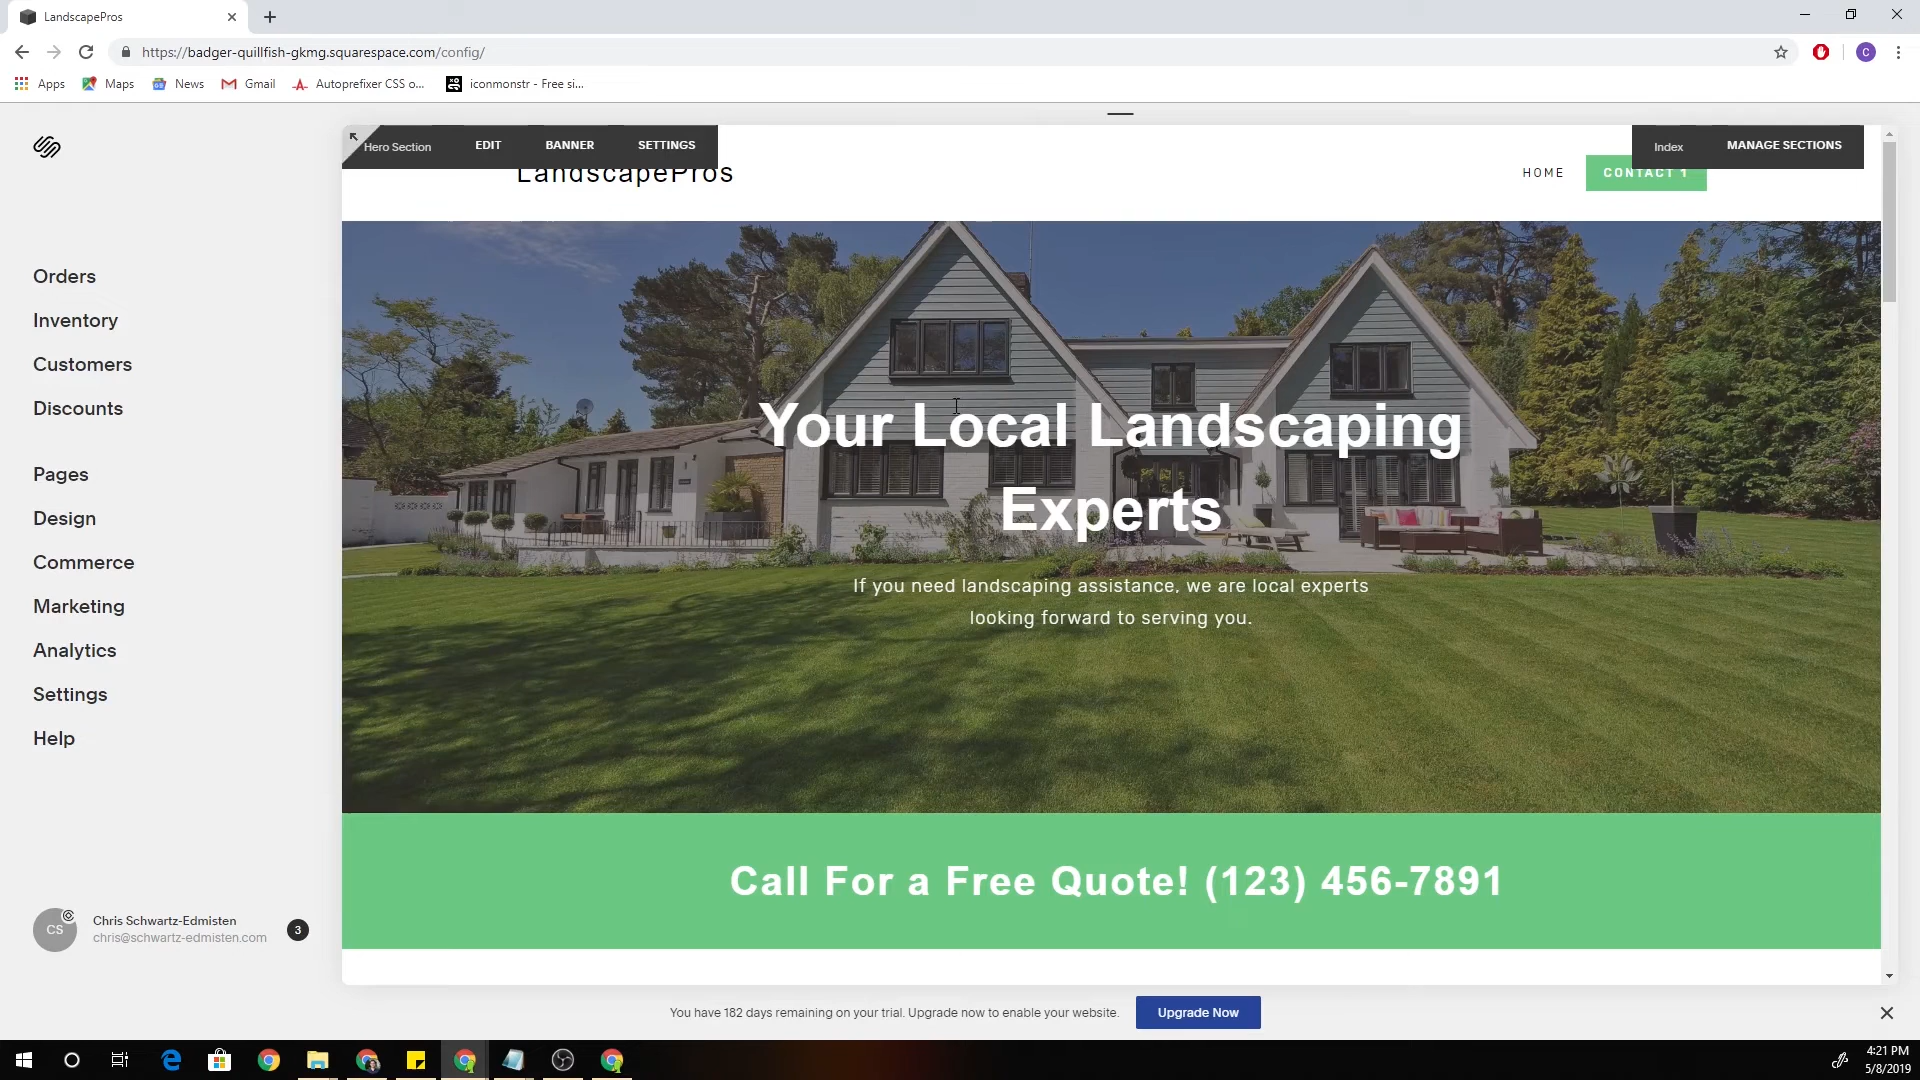 LandscapePros
https://badger-quillfish-gkmg.squarespace.com/config/
C
Apps
Maps
News
Gmail
Autoprefixer CSS o...
iconmonstr - Free si...
Hero Section
EDIT
BANNER
SETTINGS
Index
MANAGE SECTIONS
LandscapePros
HOME
CONTACT 1
Orders
Inventory
Customers
Discounts
Pages
Design
Commerce
Marketing
Analytics
Settings
Help
Your Local Landscaping
Experts
If you need landscaping assistance, we are local experts
looking forward to serving you.
Call For a Free Quote! (123) 456-7891
CS
Chris Schwartz-Edmisten
chris@schwartz-edmisten.com
3
You have 182 days remaining on your trial. Upgrade now to enable your website.
Upgrade Now
4:21 PM
5/8/2019